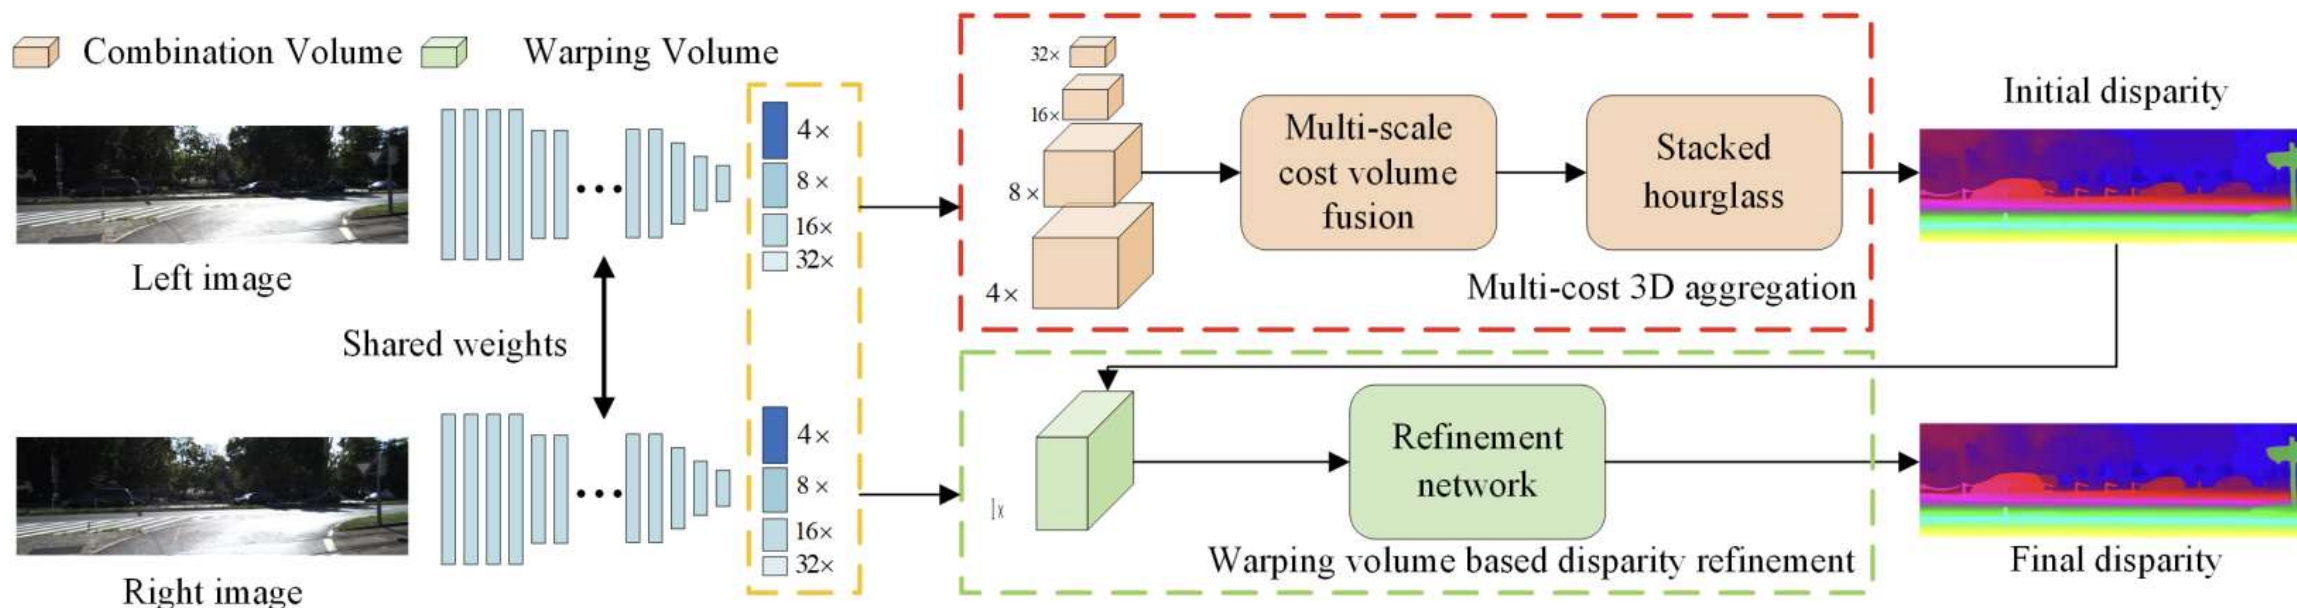 Combination Volume
Warping Volume
4×
8×
16×
32×
Left image
Shared weights
4×
8×
16×
32×
Right image
32×
16×
8×
4×
Multi-scale
cost volume
fusion
Stacked
hourglass
Multi-cost 3D aggregation
Initial disparity
1×
Refinement
network
Warping volume based disparity refinement
Final disparity